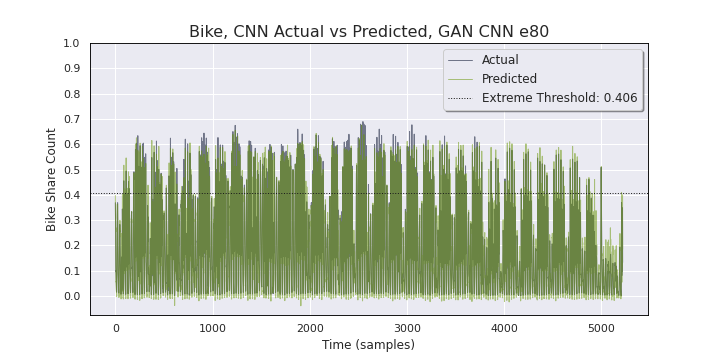 Bike, CNN Actual vs Predicted, GAN CNN e80
Actual
Predicted
Extreme Threshold: 0.406
Bike Share Count
1.0
0.9
0.8
0.7
0.6
0.5
0.4
0.3
0.2
0.1
0.0
0 1000 2000 3000 4000 5000
Time (samples)